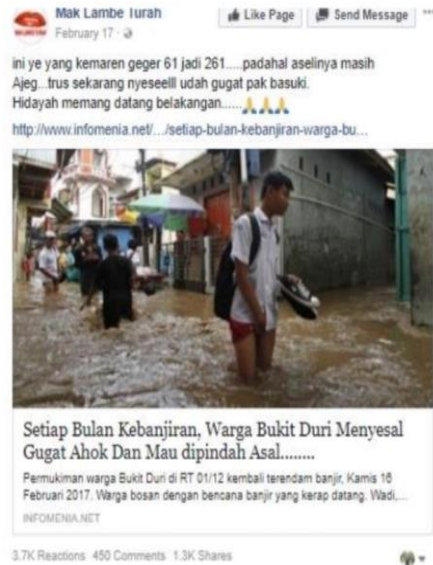 Mak Lambe Turah
Like Page
Send Message
February 17
ini ye yang kemaren geger 61 jadi 261.....padahal aselinya masih
Ajeg...trus sekarang nyeseelll udah gugat pak basuki.
Hidayah memang datang belakangan......🙏🙏🙏
http://www.infomenia.net/.../setiap-bulan-kebanjiran-warga-bu...
Setiap Bulan Kebanjiran, Warga Bukit Duri Menyesal
Gugat Ahok Dan Mau dipindah Asal........
Permukiman warga Bukit Duri di RT 01/12 kembali terendam banjir, Kamis 16
Februari 2017. Warga bosan dengan bencana banjir yang kerap datang. Wadi,...
INFOMENIA.NET
3.7K Reactions 450 Comments 1.3K Shares